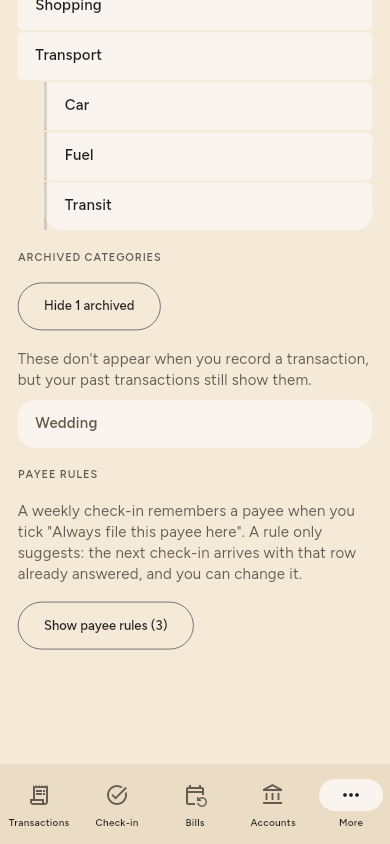 Shopping
Transport
Car
Fuel
Transit
ARCHIVED CATEGORIES
Hide 1 archived
These don't appear when you record a transaction,
but your past transactions still show them.
Wedding
PAYEE RULES
A weekly check-in remembers a payee when you
tick "Always file this payee here". A rule only
suggests: the next check-in arrives with that row
already answered, and you can change it.
Show payee rules (3)
Transactions
Check-in
Bills
Accounts
More